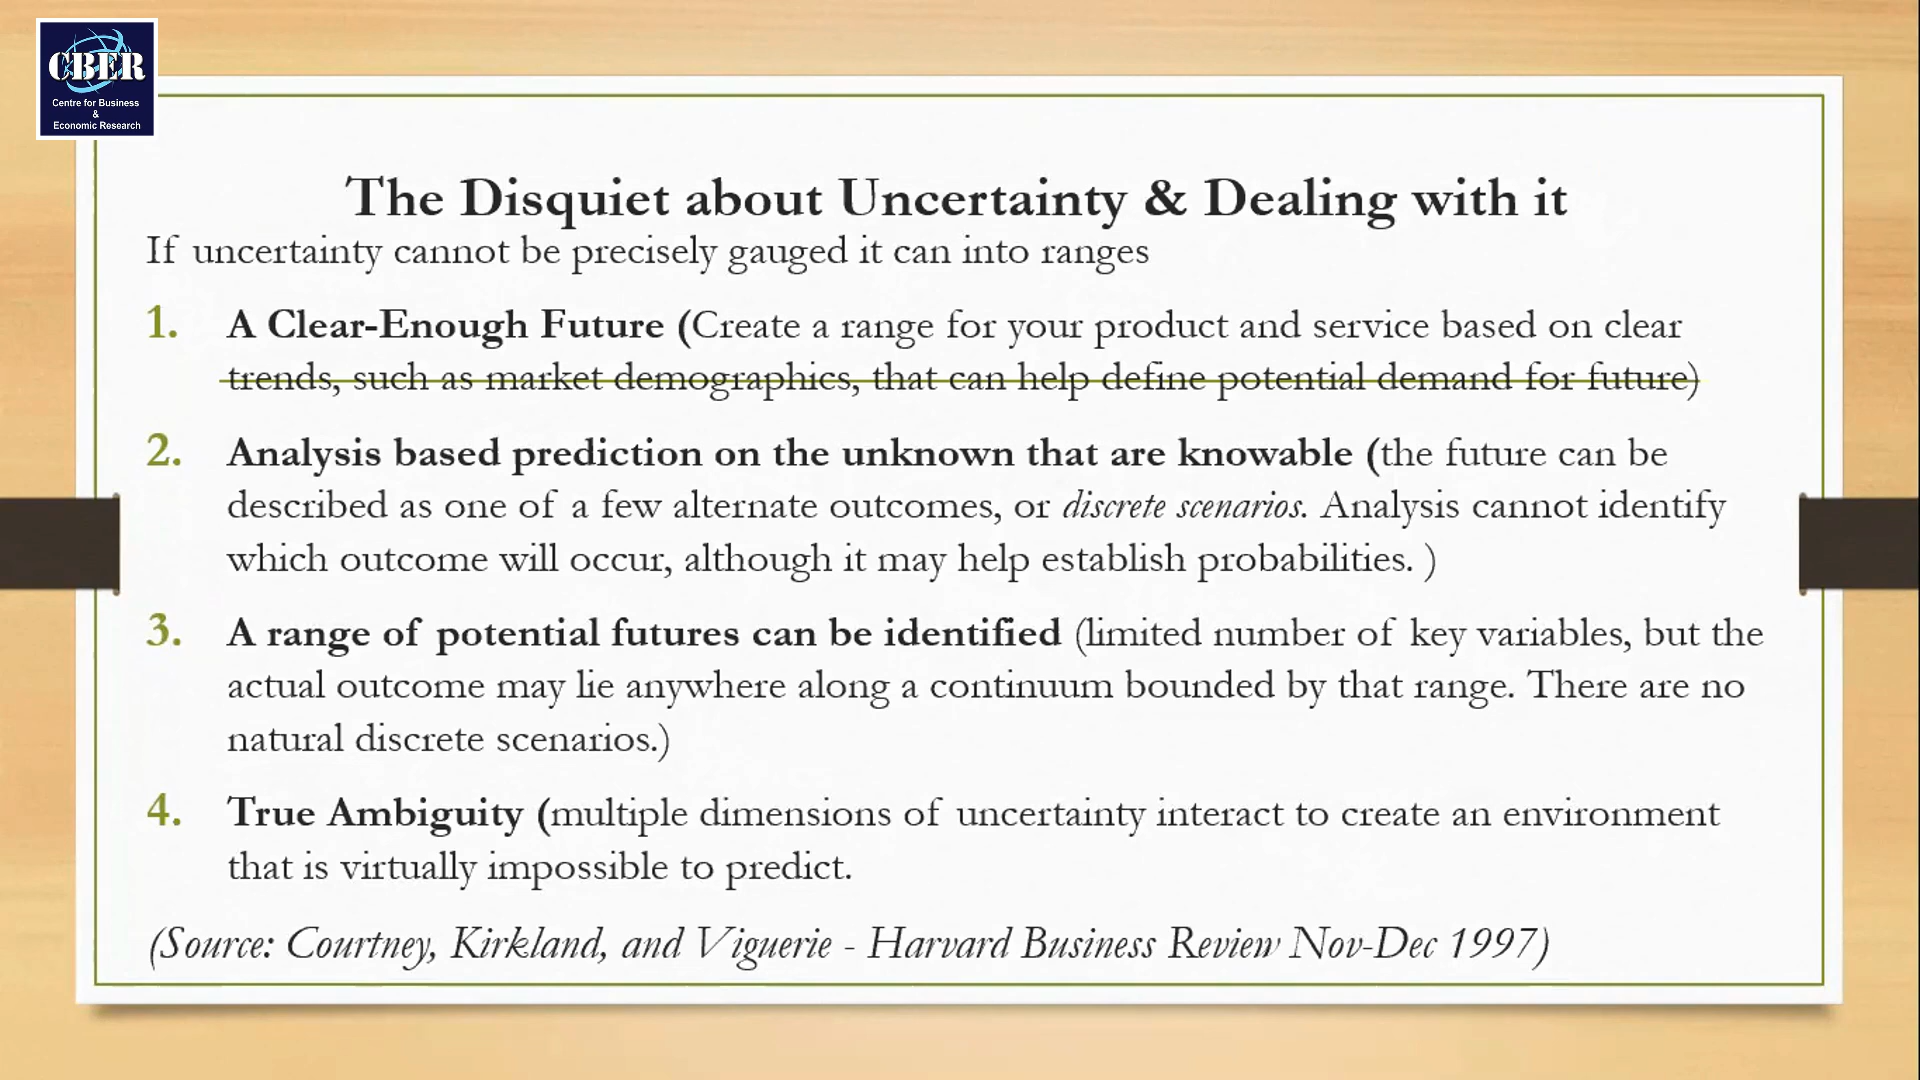 CBER
Centre for Business
&
Economic Research
The Disquiet about Uncertainty & Dealing with it
If uncertainty cannot be precisely gauged it can into ranges
1. A Clear-Enough Future (Create a range for your product and service based on clear
trends, such as market demographics, that can help define potential demand for future)
2. Analysis based prediction on the unknown that are knowable (the future can be
described as one of a few alternate outcomes, or discrete scenarios. Analysis cannot identify
which outcome will occur, although it may help establish probabilities. )
3. A range of potential futures can be identified (limited number of key variables, but the
actual outcome may lie anywhere along a continuum bounded by that range. There are no
natural discrete scenarios.)
4. True Ambiguity (multiple dimensions of uncertainty interact to create an environment
that is virtually impossible to predict.
(Source: Courtney, Kirkland, and Viguerie - Harvard Business Review Nov-Dec 1997)